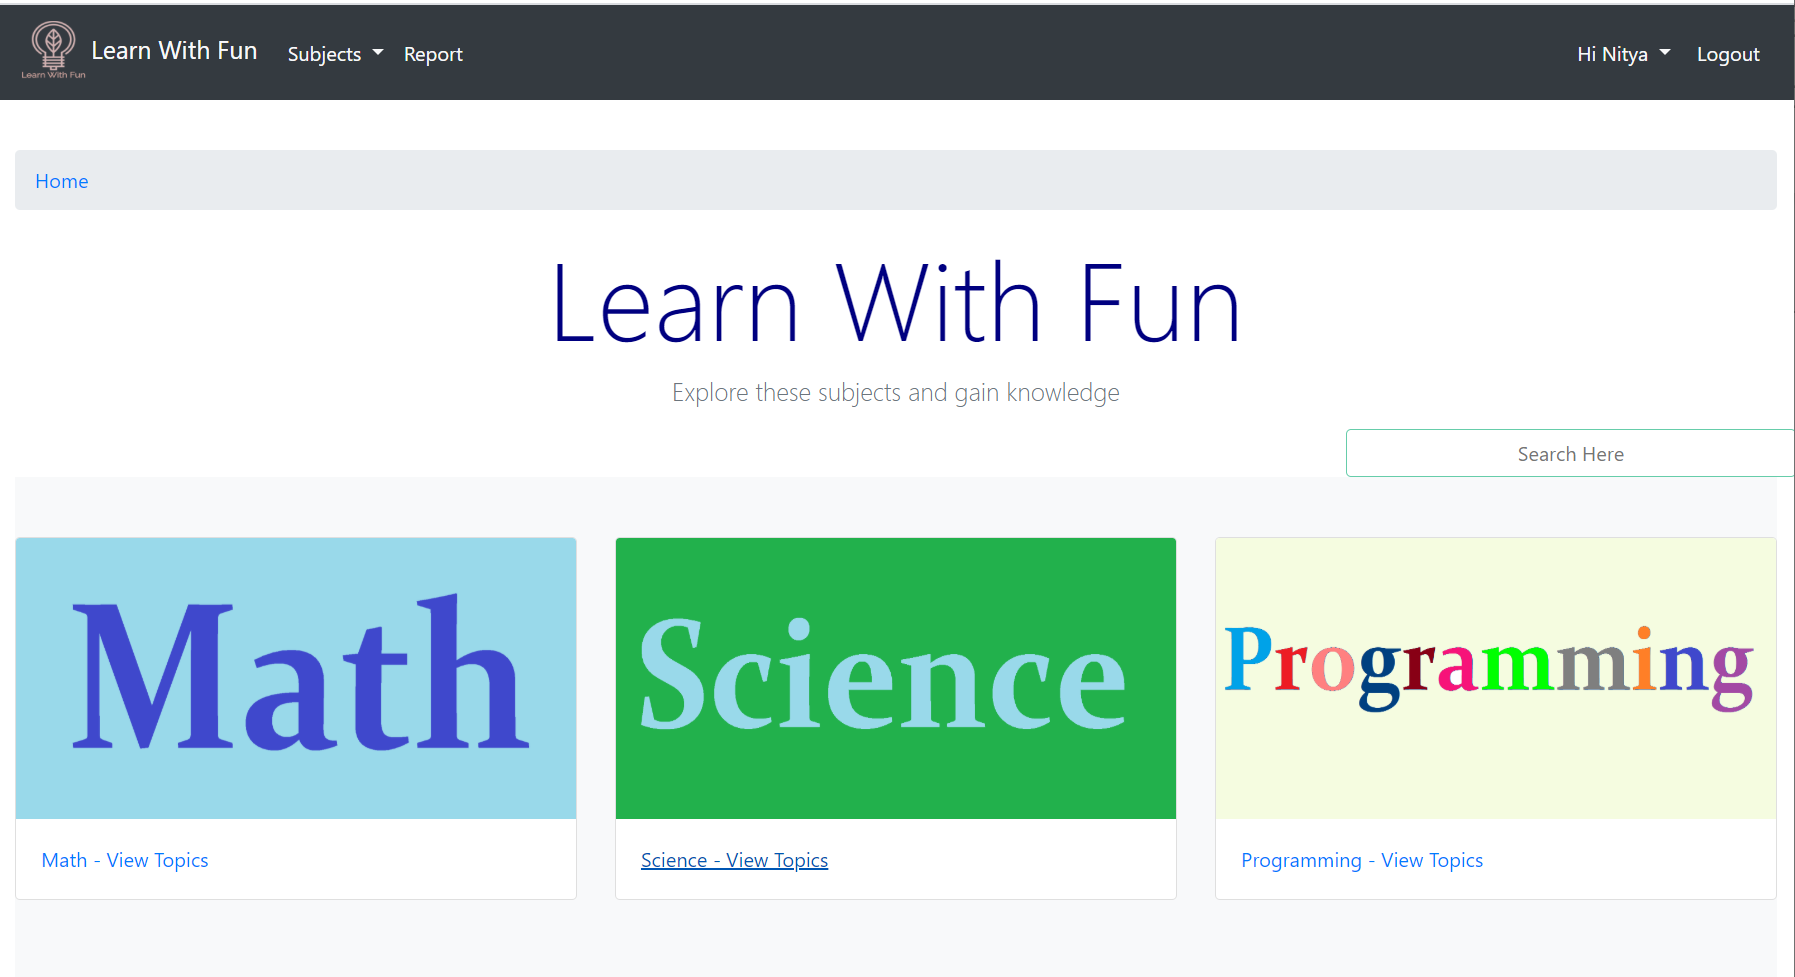 Learn With Fun
Learn With Fun Subjects Report Hi Nitya Logout
Home
Learn With Fun
Explore these subjects and gain knowledge
Search Here
Math Science Programming
Math - View Topics Science - View Topics Programming - View Topics